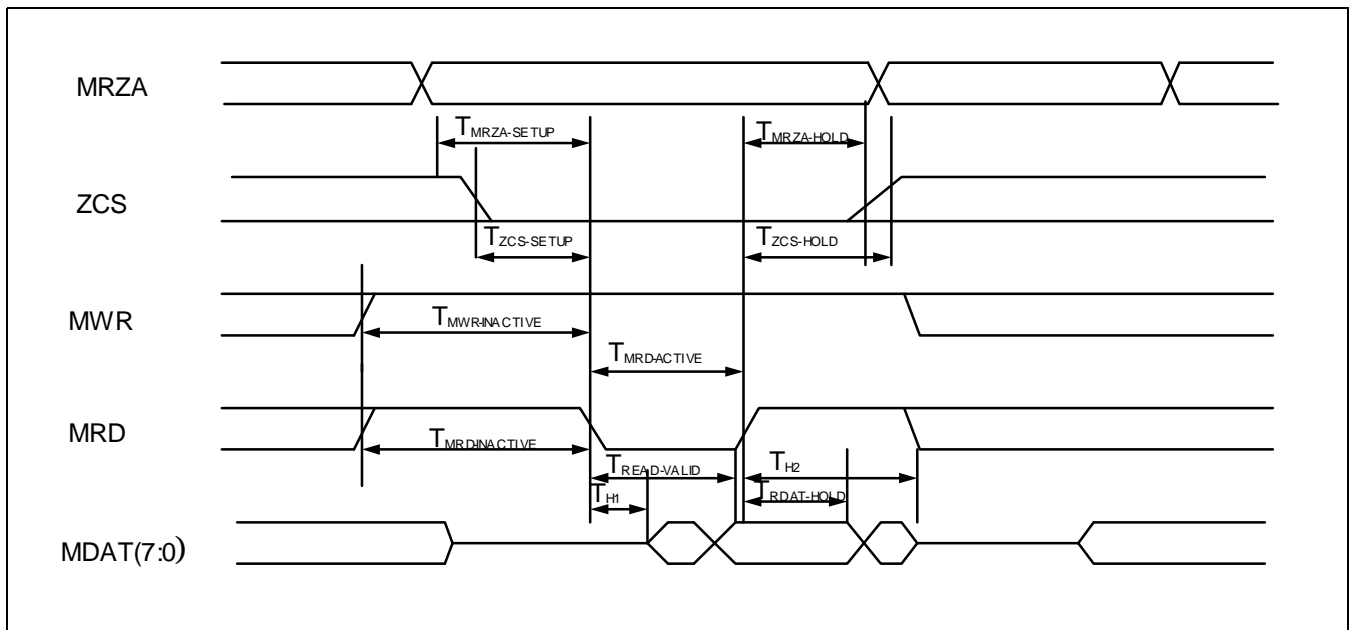 MRZA
TMRZA-SETUP
TMRZA-HOLD
ZCS
TZCS-SETUP
TZCS-HOLD
MWR
TMWR-INACTIVE
TMRD-ACTIVE
MRD
TMRD-INACTIVE
TREAD-VALID
TH2
TH1
TRDAT-HOLD
MDAT(7:0)